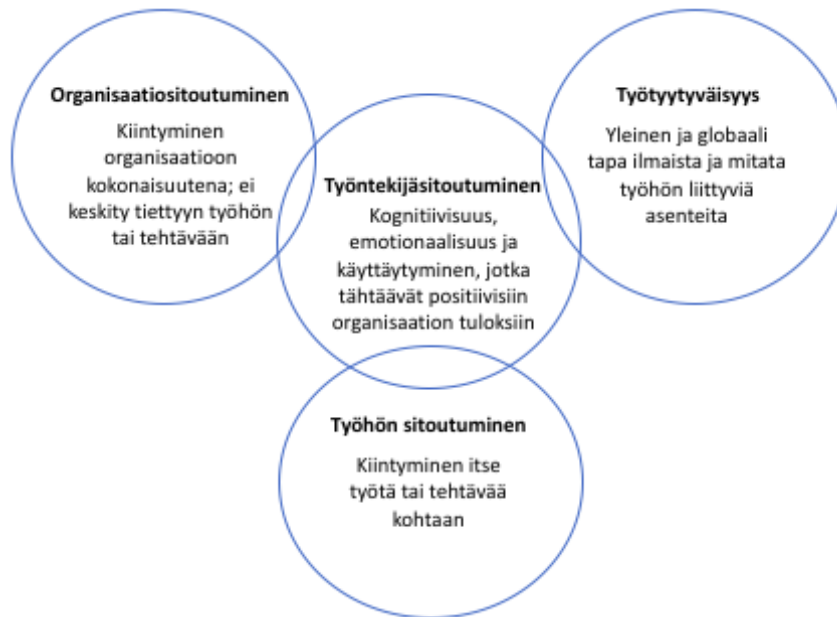 Organisaatiositoutuminen
Kiintyminen
organisaatioon
kokonaisuutena; ei
keskity tiettyyn työhön
tai tehtävään
Työntekijäsitoutuminen
Kognitiivisuus,
emotionaalisuus ja
käyttäytyminen, jotka
tähtäävät positiivisiin
organisaation tuloksiin
Työtyytyväisyys
Yleinen ja globaali
tapa ilmaista ja mitata
työhön liittyviä
asenteita
Työhön sitoutuminen
Kiintyminen itse
työtä tai tehtävää
kohtaan